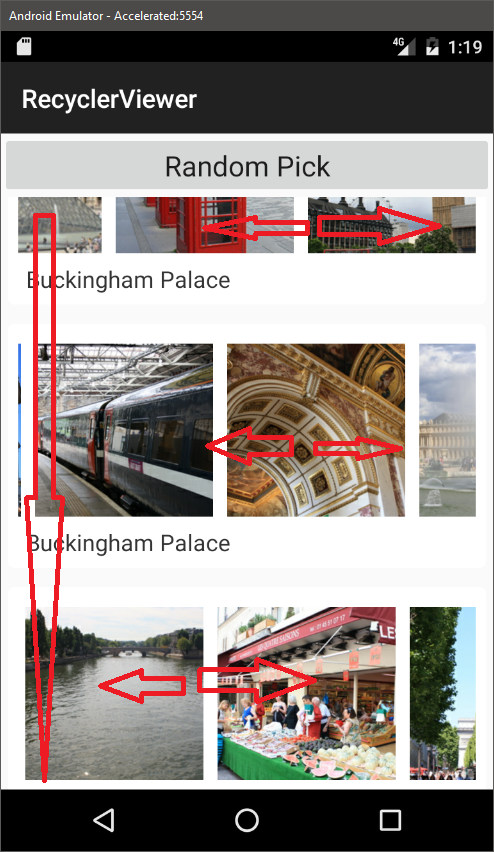 Android Emulator - Accelerated:5554
4G
1:19
RecyclerViewer
Random Pick
Buckingham Palace
Buckingham Palace